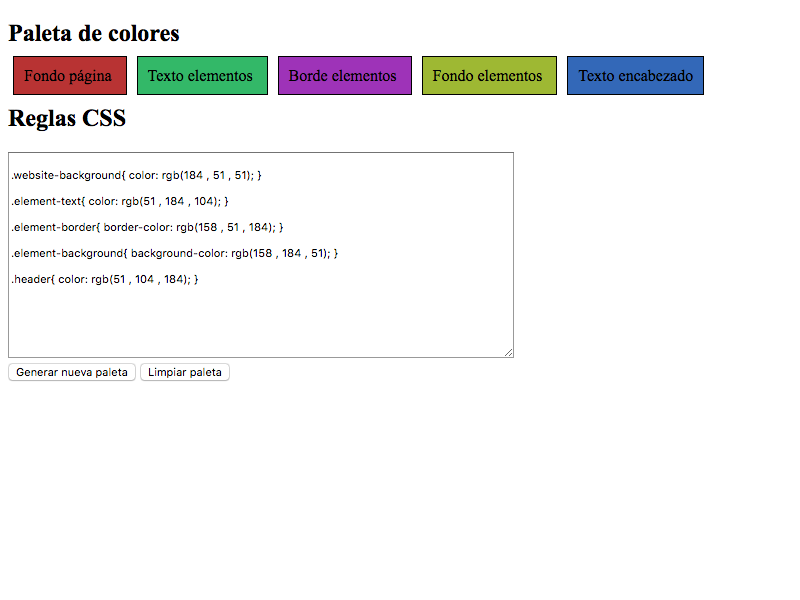 Paleta de colores
Fondo página Texto elementos Borde elementos Fondo elementos Texto encabezado
Reglas CSS
.website-background{ color: rgb(184 , 51 , 51); }
.element-text{ color: rgb(51 , 184 , 104); }
.element-border{ border-color: rgb(158 , 51 , 184); }
.element-background{ background-color: rgb(158 , 184 , 51); }
.header{ color: rgb(51 , 104 , 184); }
Generar nueva paleta Limpiar paleta